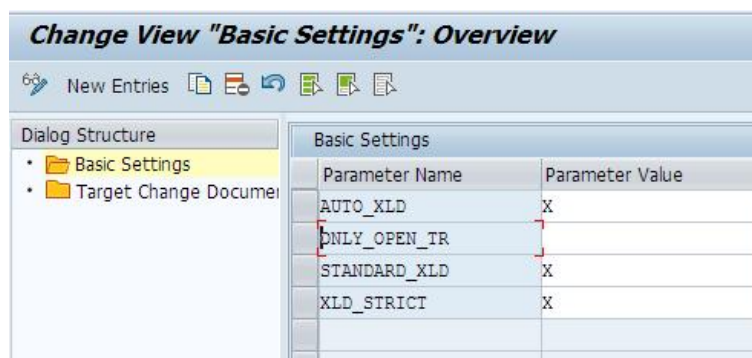 Change View "Basic Settings": Overview
New Entries
Dialog Structure
Basic Settings
Target Change Documer
Basic Settings
Parameter Name Parameter Value
AUTO_XLD X
ONLY_OPEN_TR
STANDARD_XLD X
XLD_STRICT X